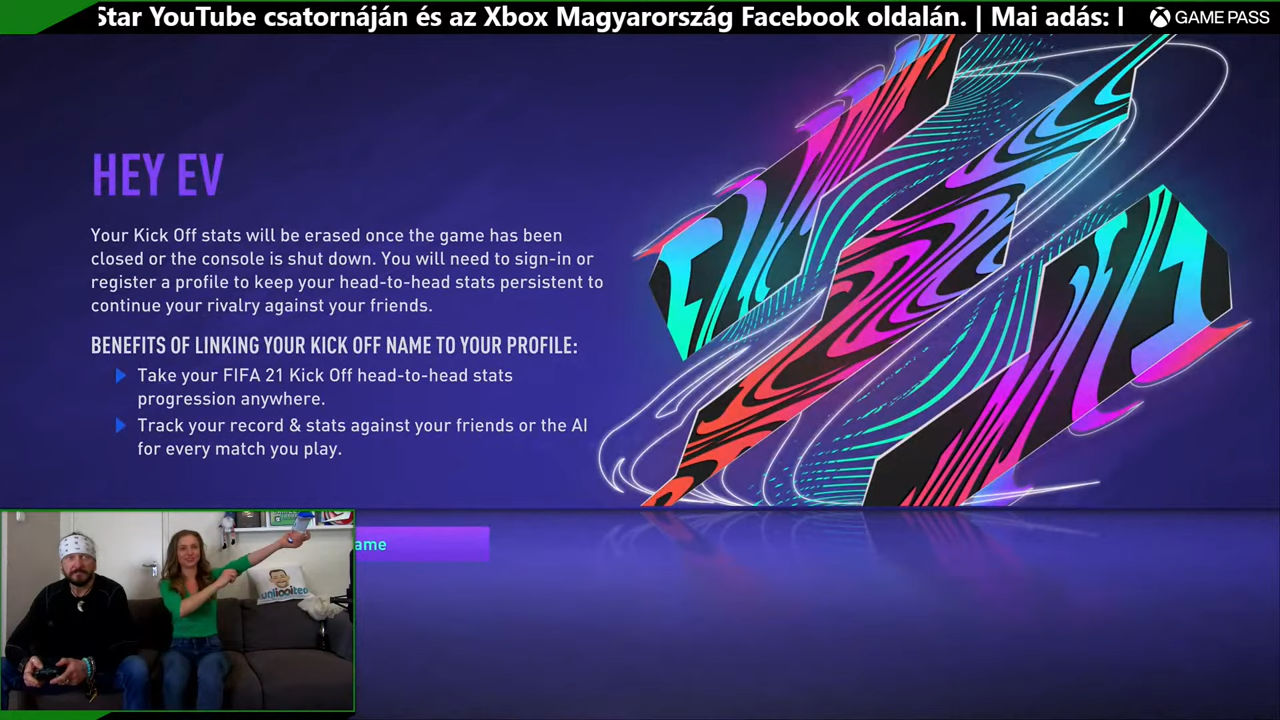 Star YouTube csatornáján és az Xbox Magyarország Facebook oldalán. | Mai adás:
GAME PASS
HEY EV
Your Kick Off stats will be erased once the game has been
closed or the console is shut down. You will need to sign-in or
register a profile to keep your head-to-head stats persistent to
continue your rivalry against your friends.
BENEFITS OF LINKING YOUR KICK OFF NAME TO YOUR PROFILE:
Take your FIFA 21 Kick Off head-to-head stats
progression anywhere.
Track your record & stats against your friends or the AI
for every match you play.
ame